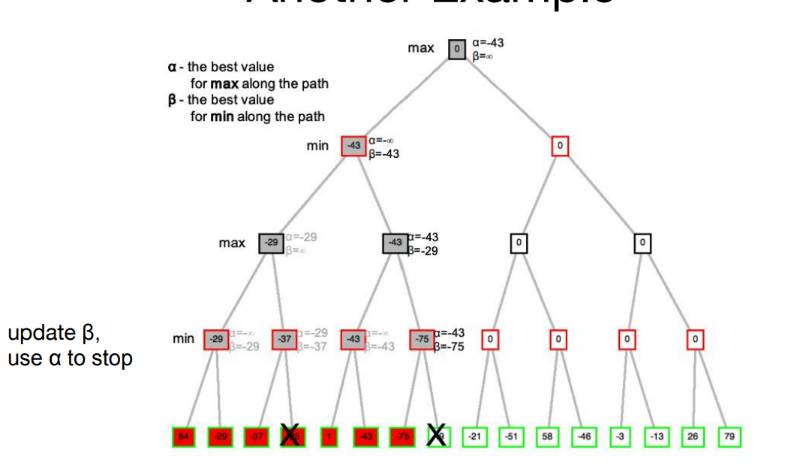 Another Example
max 0 α=-43
β=∞
α - the best value
for max along the path
β - the best value
for min along the path
min -43 α=-∞
β=-43
0
max -29 α=-29
β=∞
-43 α=-43
β=-29
0
0
update β,
use α to stop
min -29 α=-∞
β=-29
-37 α=-29
β=-37
-43 α=-∞
β=-43
-75 α=-43
β=-75
0
0
0
0
-29 -37 X 1 -43 -75 X -21 -51 58 -46 -3 -13 26 79